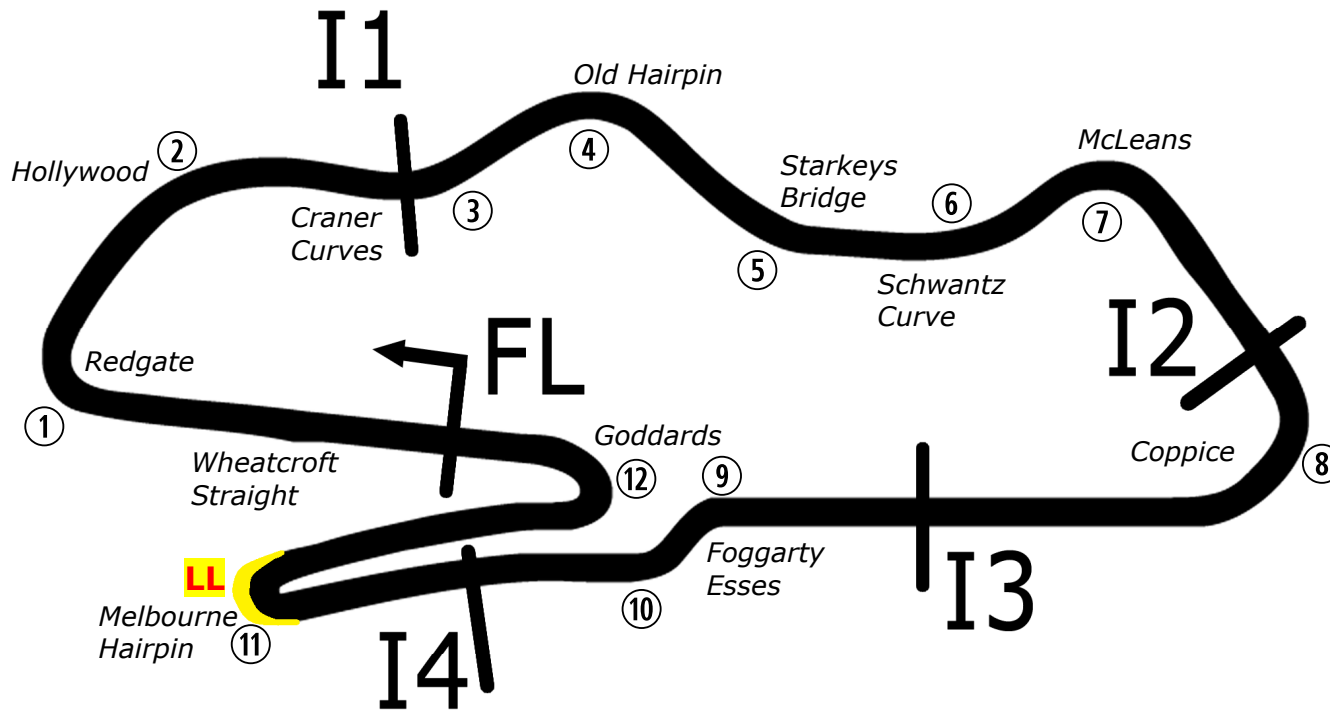 I1
Old Hairpin
②
④
McLeans
Hollywood
Starkeys
Bridge
⑥
Craner
Curves
③
⑦
⑤
Schwantz
Curve
I2
FL
Redgate
①
Goddards
Coppice
⑧
Wheatcroft
Straight
⑫
⑨
LL
Foggarty
Esses
I3
Melbourne
Hairpin
⑪
⑩
I4